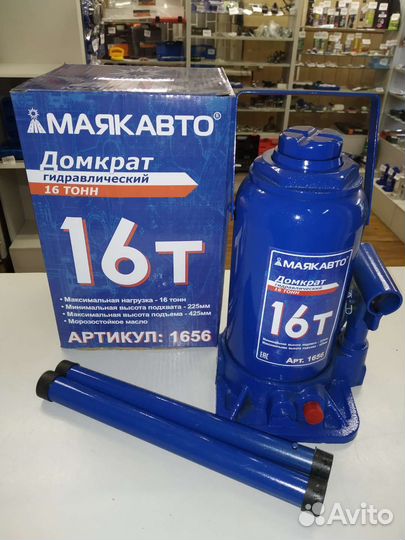 МАЯКАВТО®
Домкрат
гидравлический
16 ТОНН
16т
• Максимальная нагрузка - 16 тонн
• Минимальная высота подхвата - 225мм
• Максимальная высота подъема - 425мм
• Морозостойкое масло
АРТИКУЛ: 1656
МАЯКАВТО
Домкрат
гидравлический
16 ТОНН
16т
EAC
АРТ. 1656
Avito